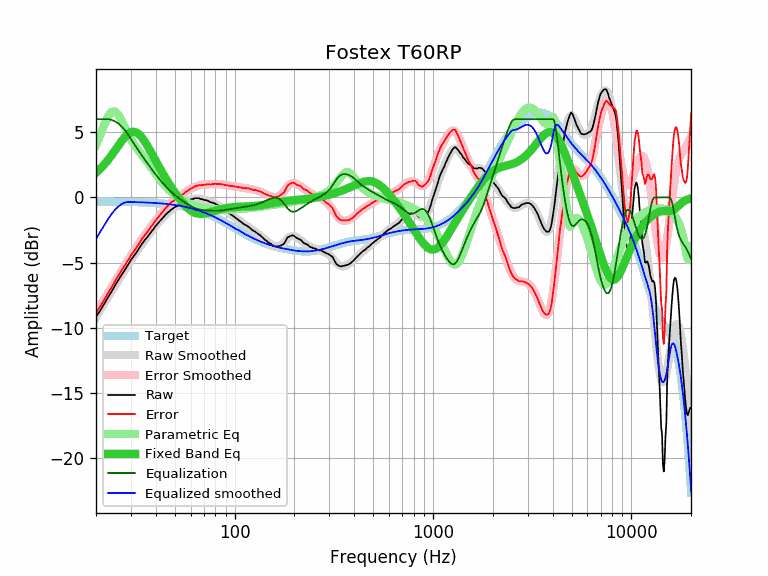 Fostex T60RP
Amplitude (dBr)
5
0
−5
−10
−15
−20
Target
Raw Smoothed
Error Smoothed
Raw
Error
Parametric Eq
Fixed Band Eq
Equalization
Equalized smoothed
100
1000
10000
Frequency (Hz)